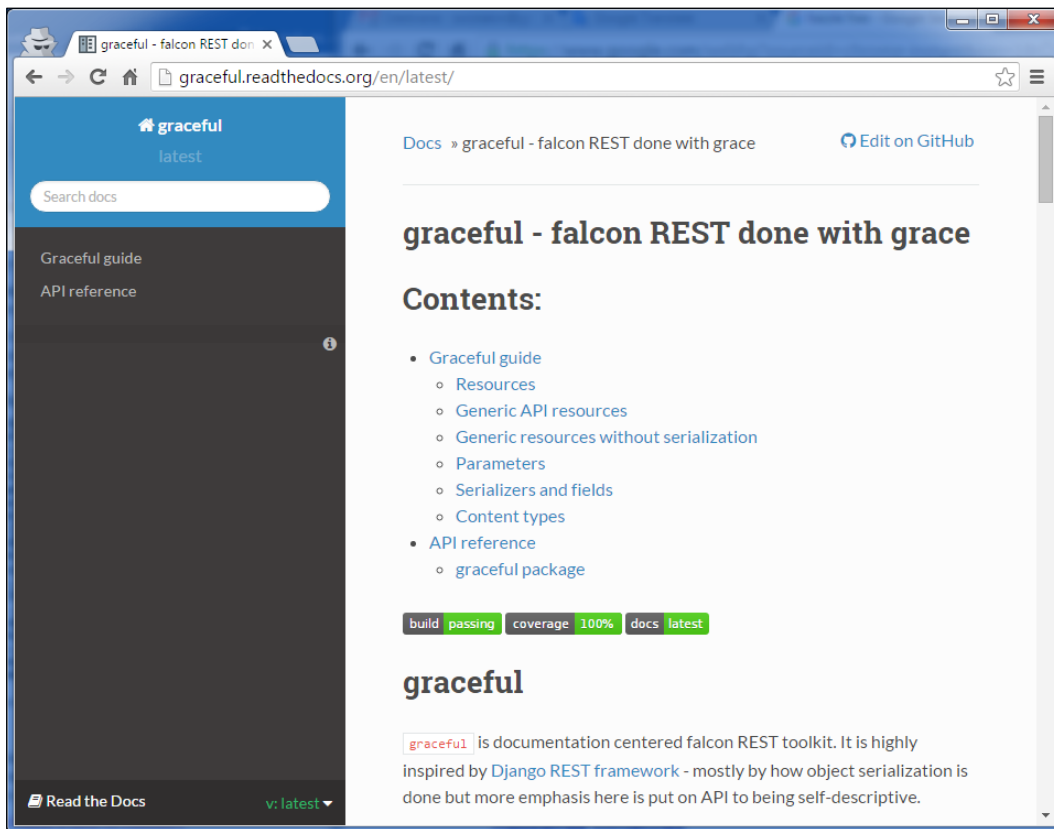 graceful - falcon REST don
graceful.readthedocs.org/en/latest/
graceful
latest
Search docs
Graceful guide
API reference
Read the Docs
v: latest
Docs » graceful - falcon REST done with grace
Edit on GitHub
graceful - falcon REST done with grace
Contents:
Graceful guide
Resources
Generic API resources
Generic resources without serialization
Parameters
Serializers and fields
Content types
API reference
graceful package
build passing coverage 100% docs latest
graceful
graceful is documentation centered falcon REST toolkit. It is highly
inspired by Django REST framework - mostly by how object serialization is
done but more emphasis here is put on API to being self-descriptive.